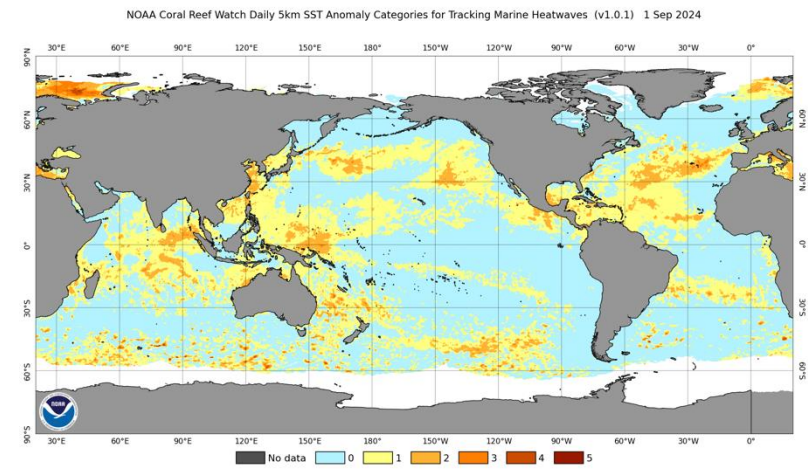 NOAA Coral Reef Watch Daily 5km SST Anomaly Categories for Tracking Marine Heatwaves (v1.0.1) 1 Sep 2024
30°E 60°E 90°E 120°E 150°E 180° 150°W 120°W 90°W 60°W 30°W 0°
90°N
60°N 60°N
30°N 30°N
0° 0°
30°S 30°S
60°S 60°S
90°S
NOAA
30°E 60°E 90°E 120°E 150°E 180° 150°W 120°W 90°W 60°W 30°W 0°
No data 0 1 2 3 4 5